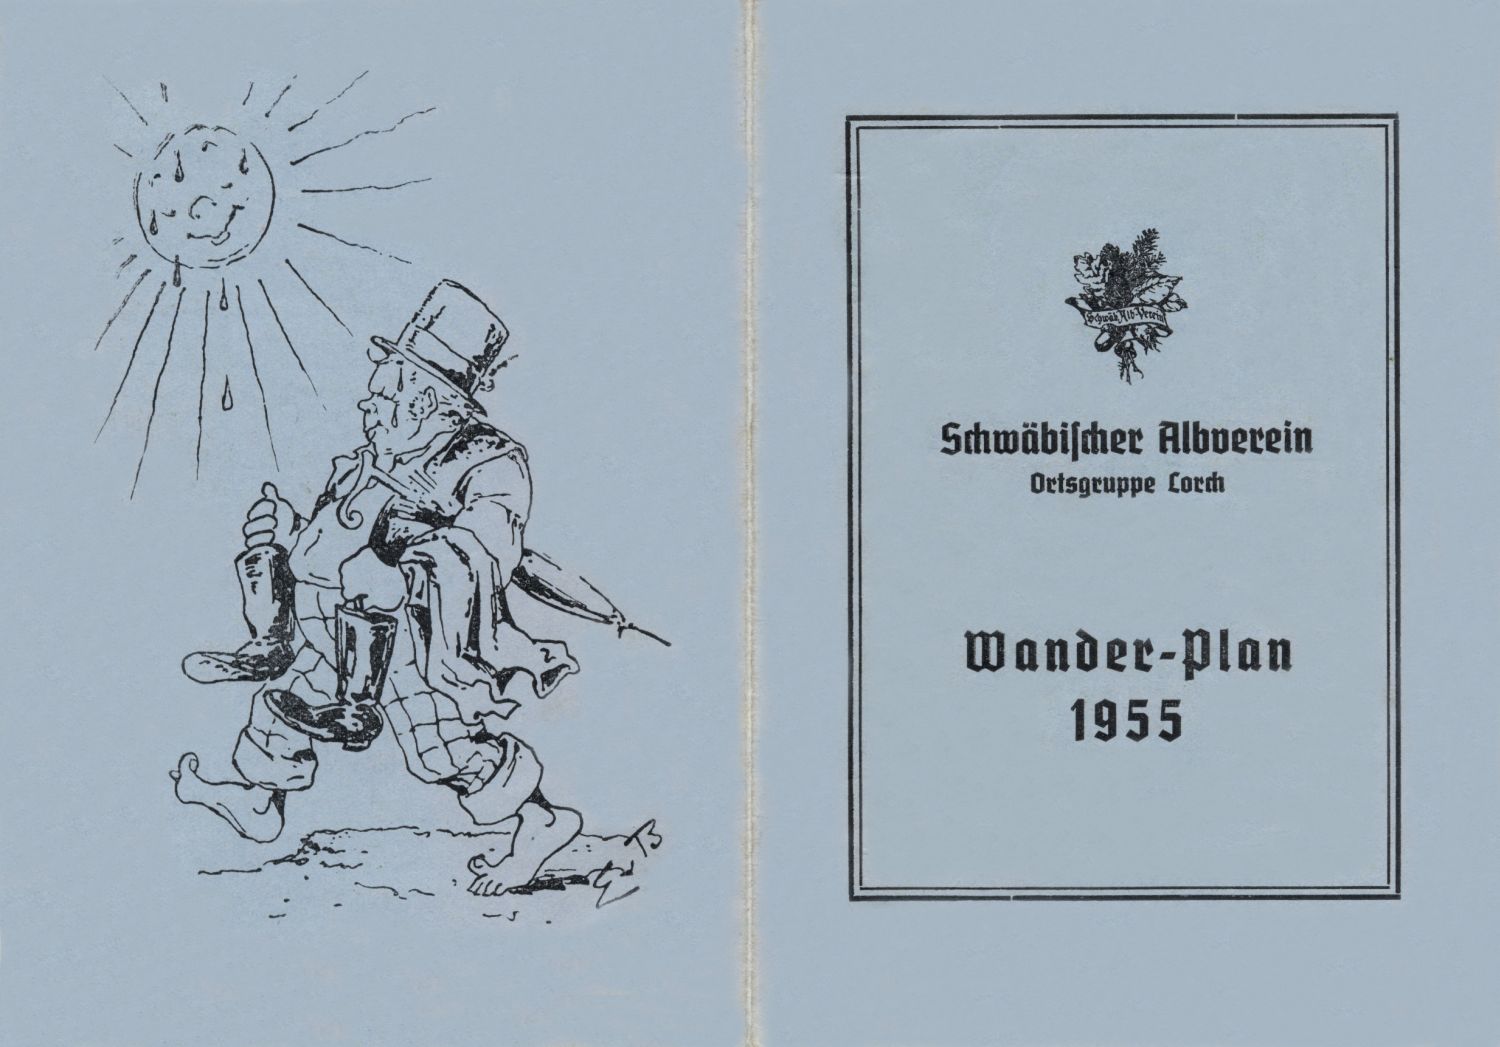 Schwäb. Alb-Verein
Schwäbiſcher Albverein
Ortsgruppe Lorch
Wander-Plan
1955